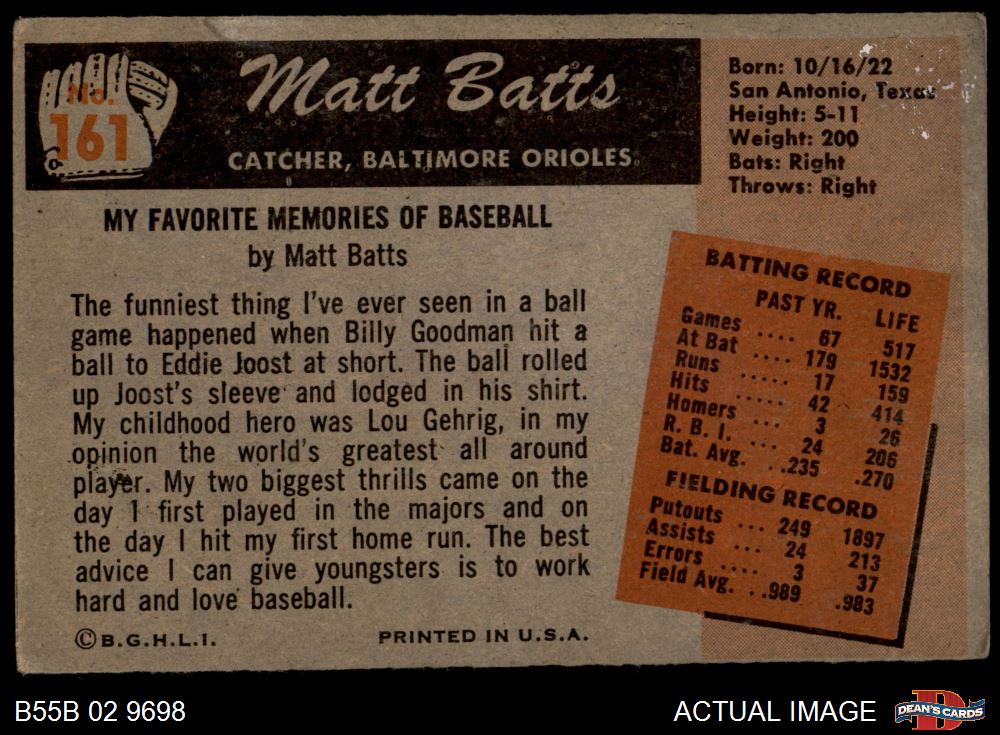 No.
161
Matt Batts
CATCHER, BALTIMORE ORIOLES
Born: 10/16/22
San Antonio, Texas
Height: 5-11
Weight: 200
Bats: Right
Throws: Right
MY FAVORITE MEMORIES OF BASEBALL
by Matt Batts
The funniest thing I've ever seen in a ball
game happened when Billy Goodman hit a
ball to Eddie Joost at short. The ball rolled
up Joost's sleeve and lodged in his shirt.
My childhood hero was Lou Gehrig, in my
opinion the world's greatest all around
player. My two biggest thrills came on the
day I first played in the majors and on
the day I hit my first home run. The best
advice I can give youngsters is to work
hard and love baseball.
©B.G.H.L.I. PRINTED IN U.S.A.
BATTING RECORD
PAST YR. LIFE
Games .... 67 517
At Bat .... 179 1532
Runs ..... 17 159
Hits ..... 42 414
Homers ... 3 26
R. B. I. ... 24 206
Bat. Avg. ..235 .270
FIELDING RECORD
Putouts ... 249 1897
Assists ... 24 213
Errors .... 3 37
Field Avg. ..989 .983
B55B 02 9698
ACTUAL IMAGE
DEAN'S CARDS